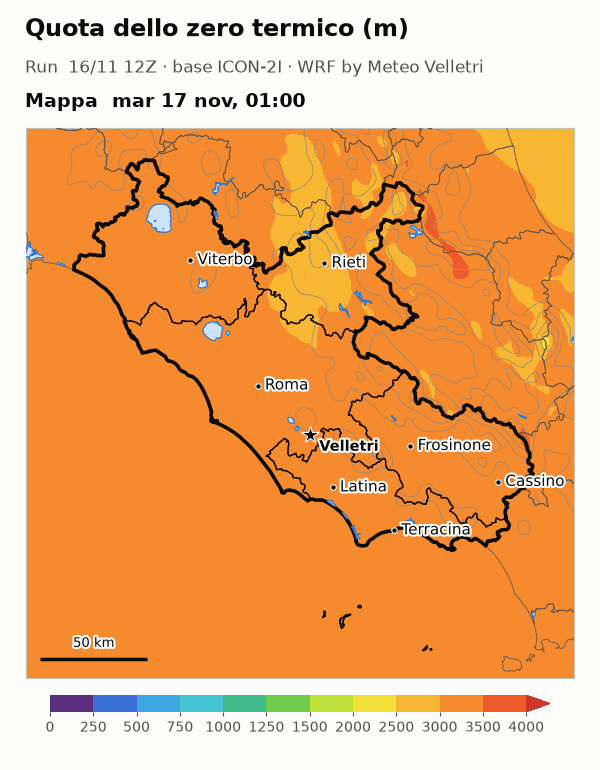 Quota dello zero termico (m)
Run  16/11 12Z · base ICON-2I · WRF by Meteo Velletri
Mappa  mar 17 nov, 01:00
Viterbo
Rieti
Roma
Velletri
Frosinone
Cassino
Latina
Terracina
50 km
0 250 500 750 1000 1250 1500 2000 2500 3000 3500 4000